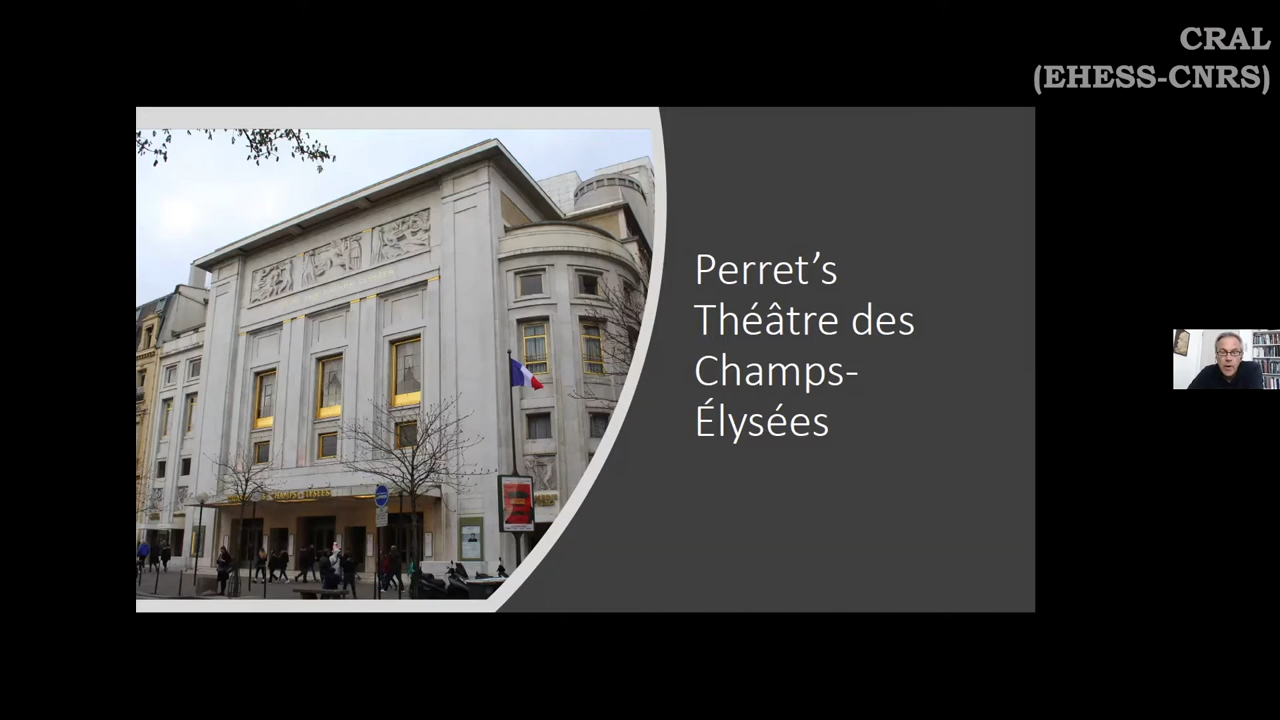 CRAL
(EHESS-CNRS)
Perret’s
Théâtre des
Champs-
Élysées